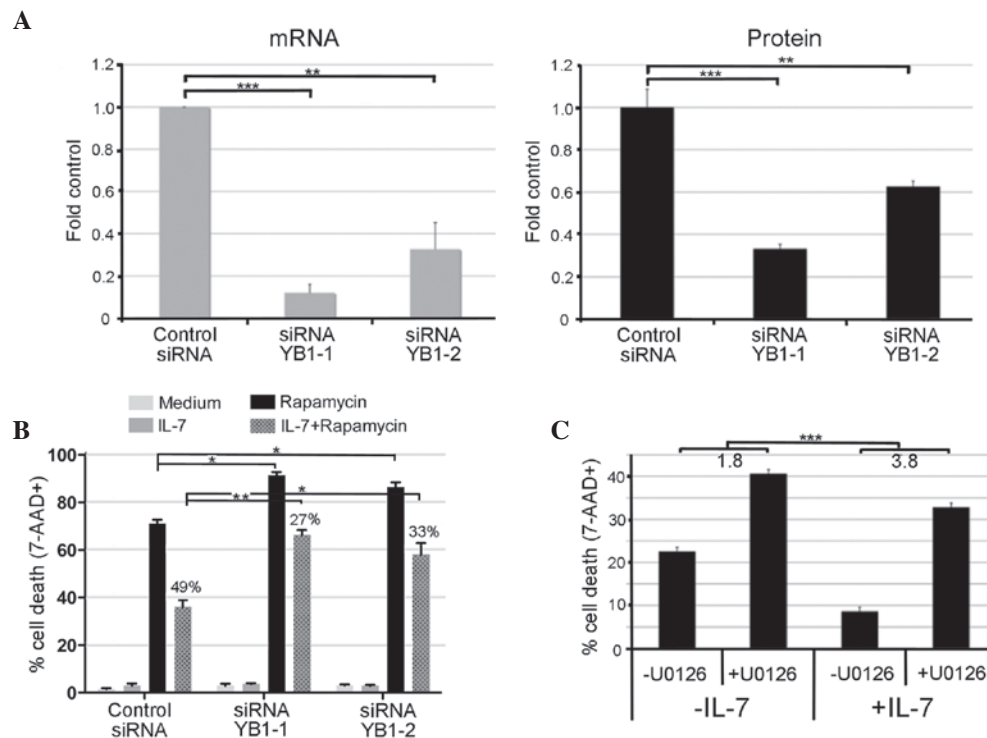 A
mRNA
Protein
1.2
1.0
0.8
0.6
0.4
0.2
0
Fold control
**
***
Control siRNA
siRNA YB1-1
siRNA YB1-2
1.2
1.0
0.8
0.6
0.4
0.2
0
Fold control
**
***
Control siRNA
siRNA YB1-1
siRNA YB1-2
Medium
Rapamycin
IL-7
IL-7+Rapamycin
B
100
80
60
40
20
0
% cell death (7-AAD+)
*
*
*
**
49%
27%
33%
Control siRNA
siRNA YB1-1
siRNA YB1-2
C
***
1.8
3.8
40
30
20
10
0
% cell death (7-AAD+)
-U0126
+U0126
-U0126
+U0126
-IL-7
+IL-7